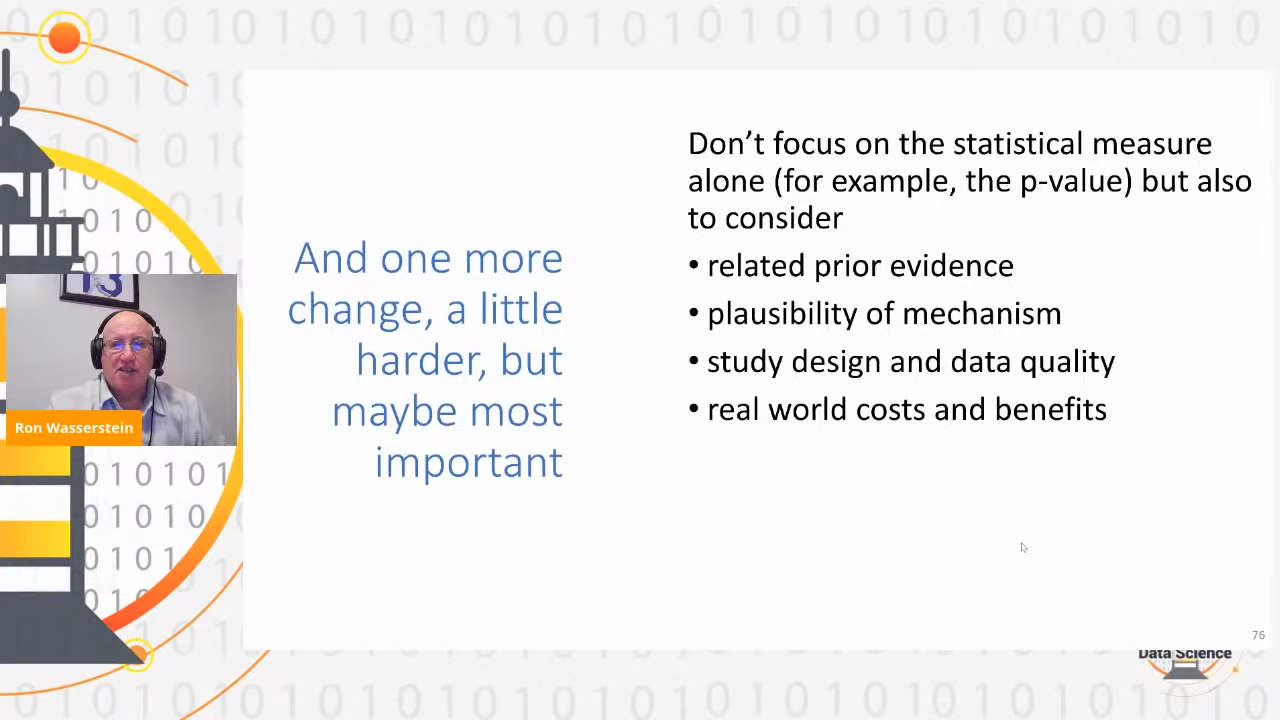 And one more
change, a little
harder, but
maybe most
important
Don’t focus on the statistical measure
alone (for example, the p-value) but also
to consider
• related prior evidence
• plausibility of mechanism
• study design and data quality
• real world costs and benefits
13
Ron Wasserstein
76
Data Science